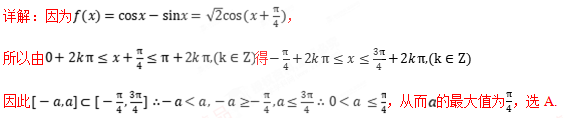 详解：因为f(x) = cosx − sinx = √2cos(x + π/4),
所以由0 + 2kπ ≤ x + π/4 ≤ π + 2kπ,(k ∈ Z)得−π/4 + 2kπ ≤ x ≤ 3π/4 + 2kπ,(k ∈ Z)
因此[−a,a] ⊂ [−π/4, 3π/4] ∴ −a < a, −a ≥ −π/4, a ≤ 3π/4 ∴ 0 < a ≤ π/4，从而a的最大值为π/4，选 A.